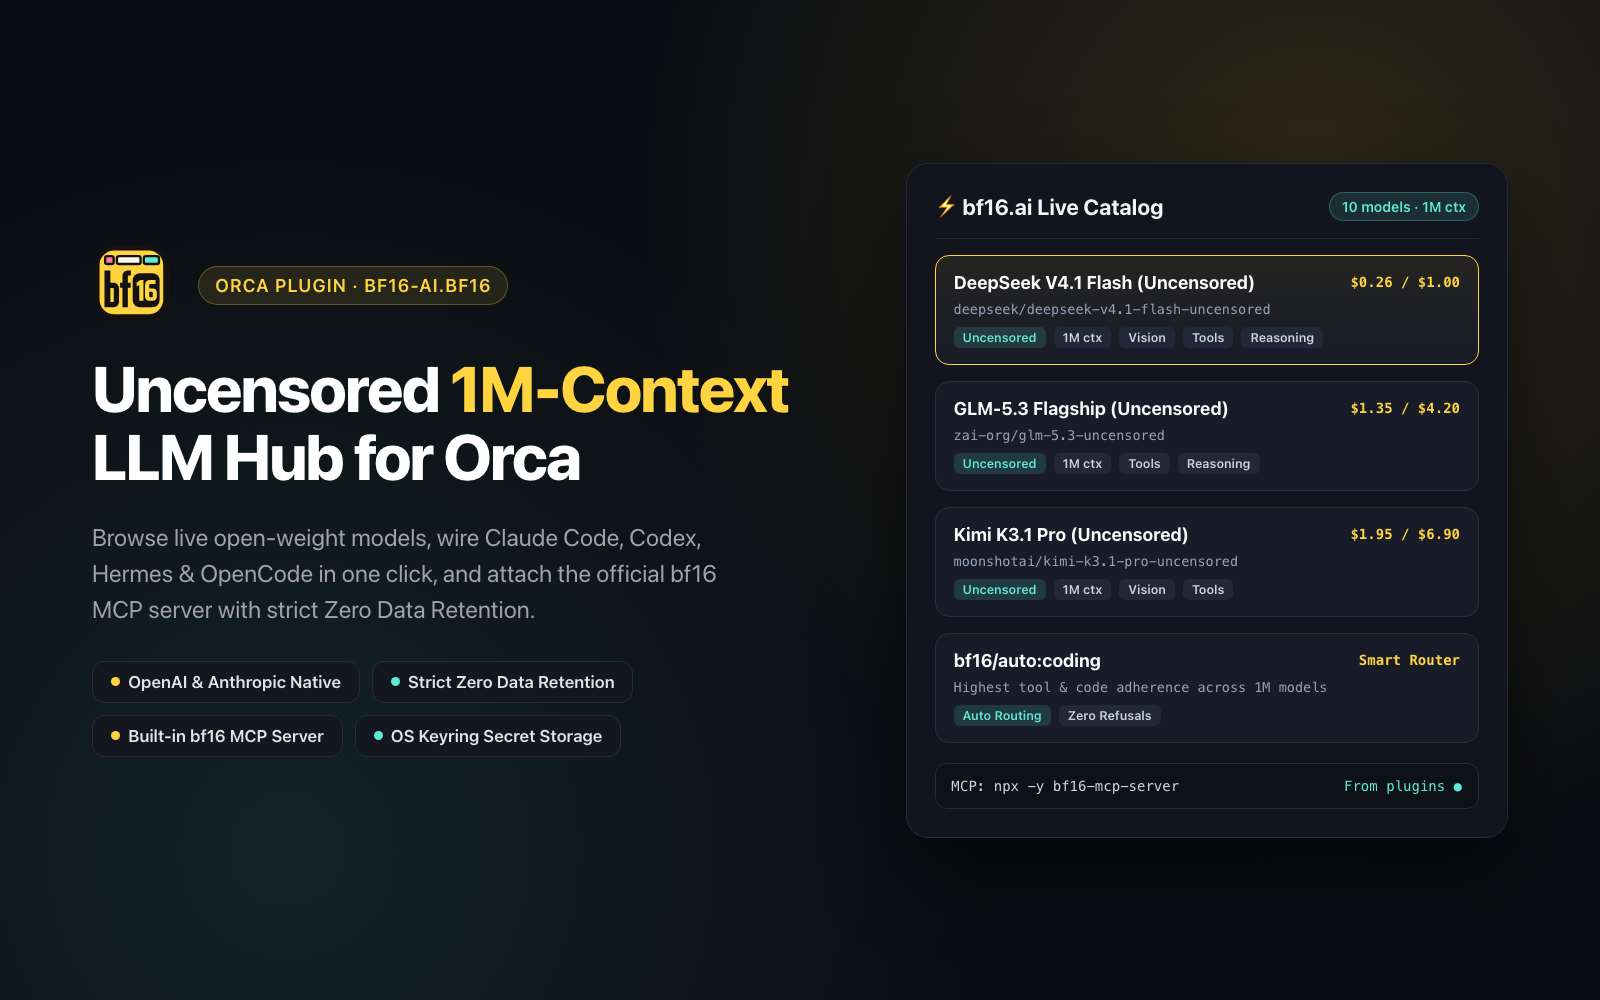 bf16
ORCA PLUGIN · BF16-AI.BF16
Uncensored 1M-Context
LLM Hub for Orca
Browse live open-weight models, wire Claude Code, Codex,
Hermes & OpenCode in one click, and attach the official bf16
MCP server with strict Zero Data Retention.
OpenAI & Anthropic Native
Strict Zero Data Retention
Built-in bf16 MCP Server
OS Keyring Secret Storage
⚡ bf16.ai Live Catalog
10 models · 1M ctx
DeepSeek V4.1 Flash (Uncensored)
$0.26 / $1.00
deepseek/deepseek-v4.1-flash-uncensored
Uncensored 1M ctx Vision Tools Reasoning
GLM-5.3 Flagship (Uncensored)
$1.35 / $4.20
zai-org/glm-5.3-uncensored
Uncensored 1M ctx Tools Reasoning
Kimi K3.1 Pro (Uncensored)
$1.95 / $6.90
moonshotai/kimi-k3.1-pro-uncensored
Uncensored 1M ctx Vision Tools
bf16/auto:coding
Smart Router
Highest tool & code adherence across 1M models
Auto Routing Zero Refusals
MCP: npx -y bf16-mcp-server
From plugins ●